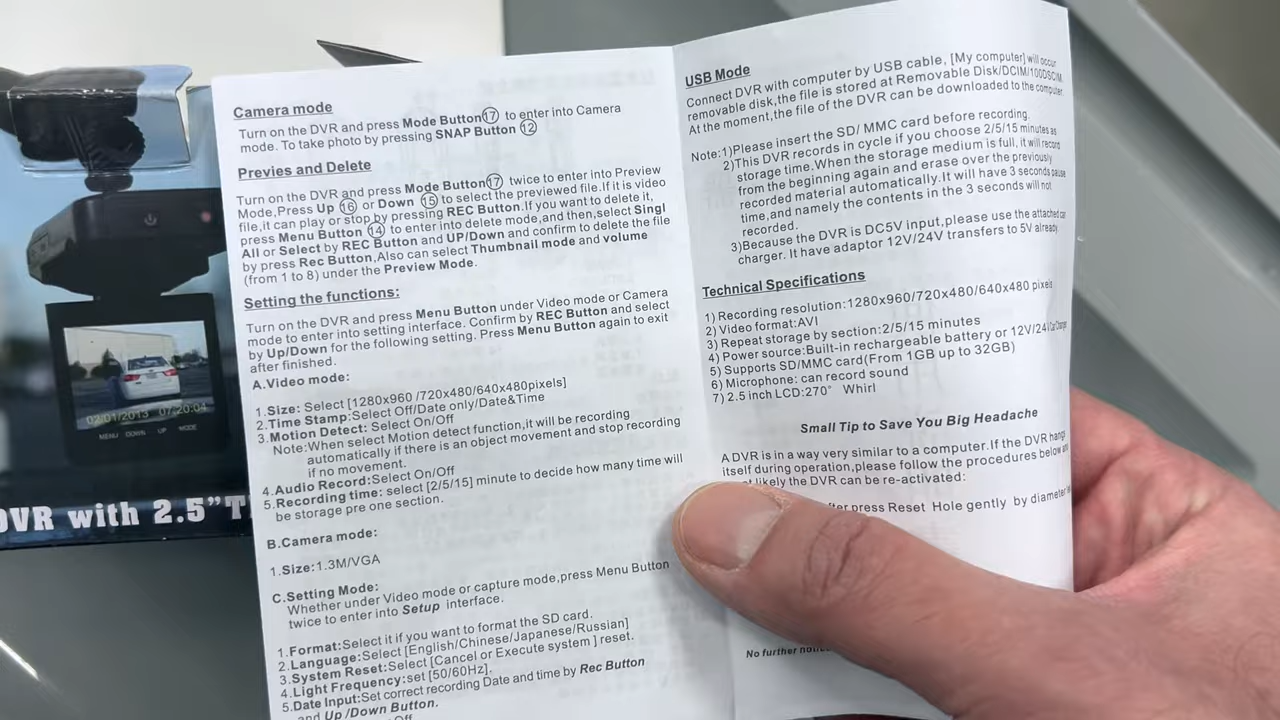 Camera mode
Turn on the DVR and press Mode Button⑰ to enter into Camera
mode. To take photo by pressing SNAP Button ⑫
Previes and Delete
Turn on the DVR and press Mode Button⑰ twice to enter into Preview
Mode,Press Up ⑯ or Down ⑮ to select the previewed file.If it is video
file,it can play or stop by pressing REC Button.If you want to delete it,
press Menu Button ⑭ to enter into delete mode,and then,select Singl
All or Select by REC Button and UP/Down and confirm to delete the file
by press Rec Button,Also can select Thumbnail mode and volume
(from 1 to 8) under the Preview Mode.
Setting the functions:
Turn on the DVR and press Menu Button under Video mode or Camera
mode to enter into setting interface. Confirm by REC Button and select
by Up/Down for the following setting. Press Menu Button again to exit
after finished.
A.Video mode:
1.Size: Select [1280x960 /720x480/640x480pixels]
2.Time Stamp:Select Off/Date only/Date&Time
3.Motion Detect: Select On/Off
Note:When select Motion detect function,it will be recording
automatically if there is an object movement and stop recording
if no movement.
4.Audio Record:Select On/Off
5.Recording time: select [2/5/15] minute to decide how many time will
be storage pre one section.
B.Camera mode:
1.Size:1.3M/VGA
C.Setting Mode:
Whether under Video mode or capture mode,press Menu Button
twice to enter into Setup interface.
1.Format:Select it if you want to format the SD card.
2.Language:Select [English/Chinese/Japanese/Russian]
3.System Reset:Select [Cancel or Execute system ] reset.
4.Light Frequency:set [50/60Hz].
5.Date Input:Set correct recording Date and time by Rec Button
and Up /Down Button.
Off
USB Mode
Connect DVR with computer by USB cable, [My computer] will occur
removable disk,the file is stored at Removable Disk/DCIM/100DSCIM.
At the moment,the file of the DVR can be downloaded to the computer
Note:1)Please insert the SD/ MMC card before recording.
2)This DVR records in cycle if you choose 2/5/15 minutes as
storage time.When the storage medium is full, it will record
from the beginning again and erase over the previously
recorded material automatically.It will have 3 seconds pause
time,and namely the contents in the 3 seconds will not
recorded.
3)Because the DVR is DC5V input,please use the attached car
charger. It have adaptor 12V/24V transfers to 5V already.
Technical Specifications
1) Recording resolution:1280x960/720x480/640x480 pixels
2) Video format:AVI
3) Repeat storage by section:2/5/15 minutes
4) Power source:Built-in rechargeable battery or 12V/24V Car Charger
5) Supports SD/MMC card(From 1GB up to 32GB)
6) Microphone: can record sound
7) 2.5 inch LCD:270° Whirl
Small Tip to Save You Big Headache
A DVR is in a way very similar to a computer.If the DVR hangs
itself during operation,please follow the procedures below and
likely the DVR can be re-activated:
press Reset Hole gently by diameter
No further
02/01/2013 07:20:04
MENU DOWN UP MODE
DVR with 2.5"